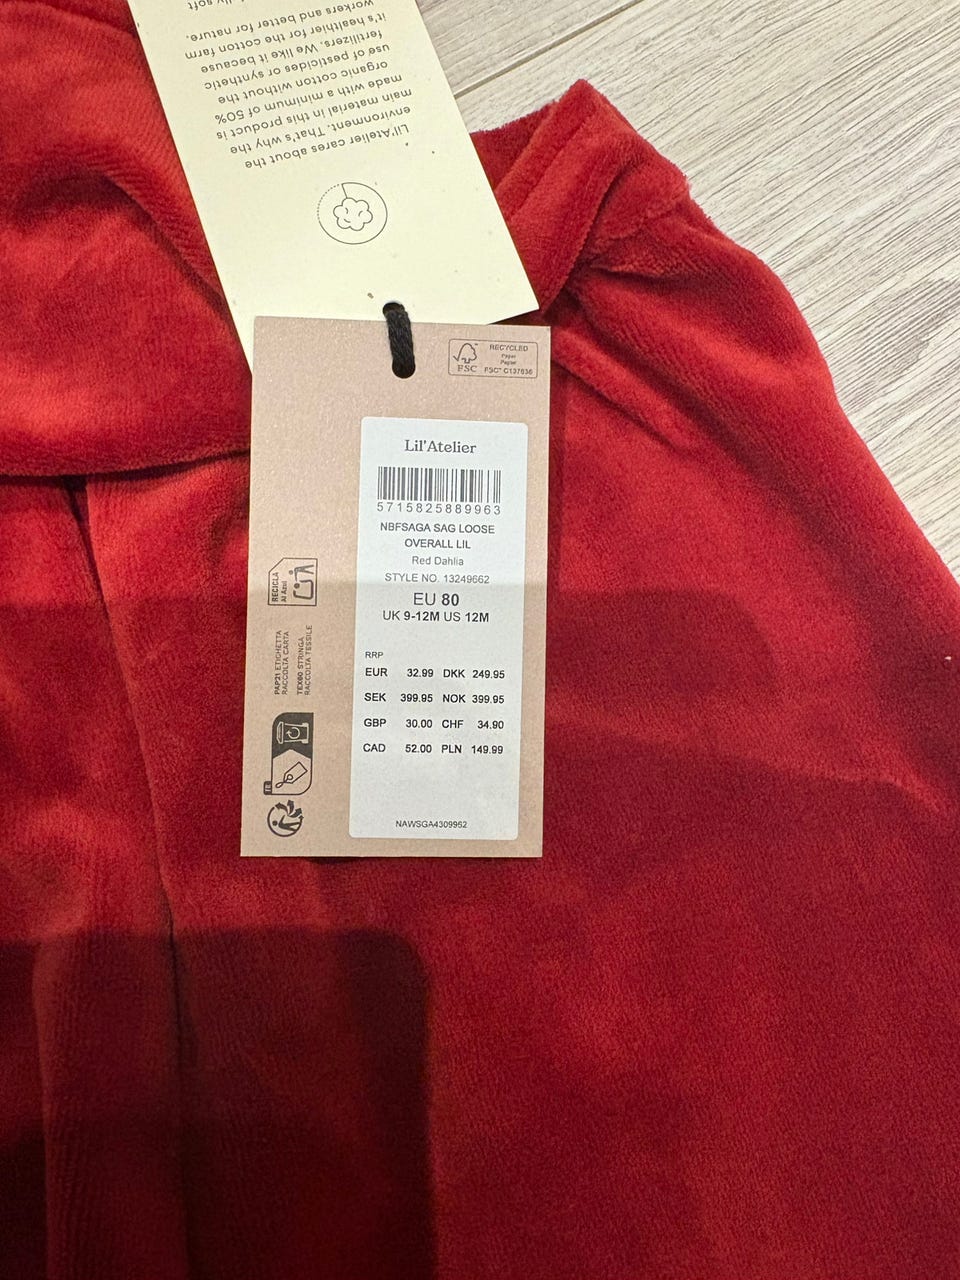 Lil'Atelier cares about the
environment. That's why the
main material in this product is
made with a minimum of 50%
organic cotton without the
use of pesticides or synthetic
fertilizers. We like it because
it's healthier for the cotton farm
workers and better for nature.
soft
RECYCLED
Paper
Papier
FSC
FSC® C137636
Lil'Atelier
5715825889963
NBFSAGA SAG LOOSE
OVERALL LIL
Red Dahlia
STYLE NO. 13249662
EU 80
UK 9-12M US 12M
RRP
EUR 32.99 DKK 249.95
SEK 399.95 NOK 399.95
GBP 30.00 CHF 34.90
CAD 52.00 PLN 149.99
NAWSGA4309962
RECICLA
Al Azul
PAP21 ETICHETTA
RACCOLTA CARTA
TEX60 STRINGA
RACCOLTA TESSILE
FR